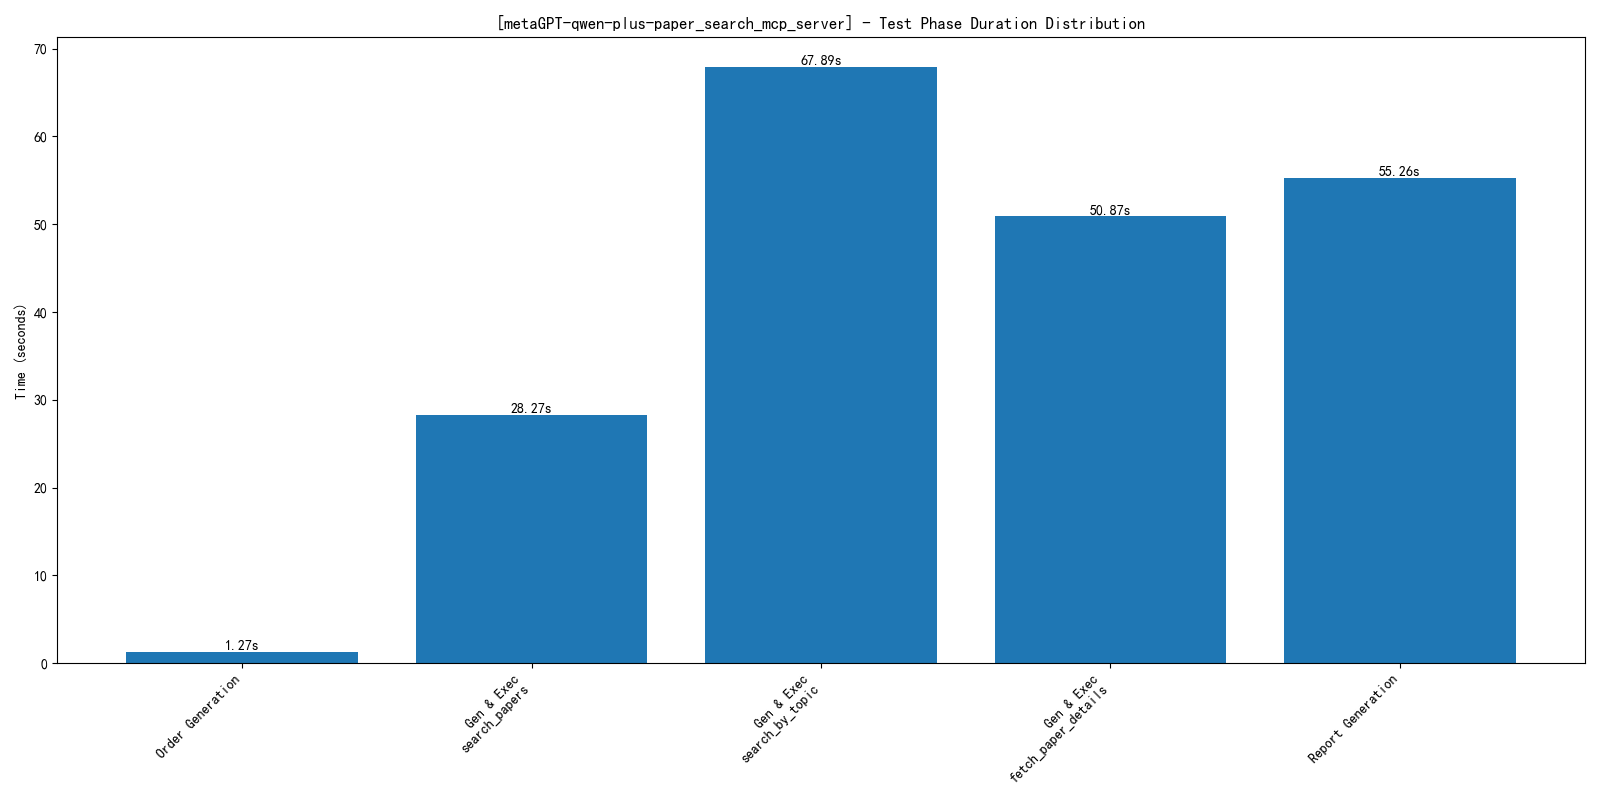 [metaGPT-qwen-plus-paper_search_mcp_server] - Test Phase Duration Distribution
Time (seconds)
70
60
50
40
30
20
10
0
1.27s
28.27s
67.89s
50.87s
55.26s
Order Generation
Gen & Exec
search_papers
Gen & Exec
search_by_topic
Gen & Exec
fetch_paper_details
Report Generation